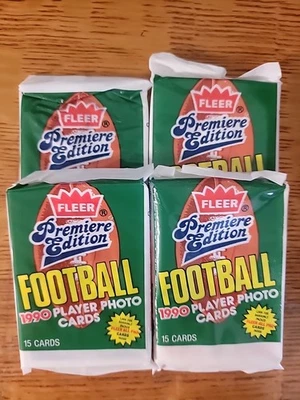 FLEER®
Premiere
Edition
FLEER®
Premiere
Edition
FOOTBALL
FLEER®
Premiere
Edition
FOOTBALL
1990 PLAYER PHOTO
CARDS
15 CARDS
FLEER®
Premiere
Edition
FOOTBALL
1990 PLAYER PHOTO
CARDS
15 CARDS